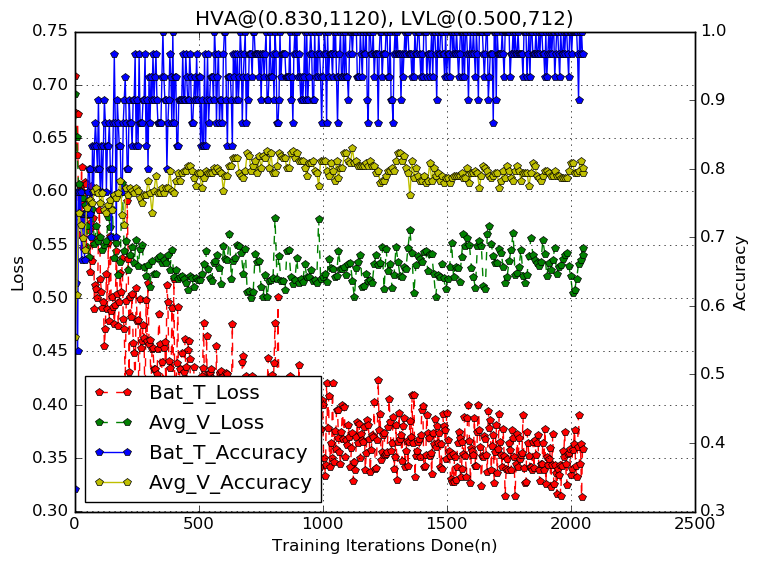 HVA@(0.830,1120), LVL@(0.500,712)
0.75
0.70
0.65
0.60
0.55
0.50
0.45
0.40
0.35
0.30
Loss
1.0
0.9
0.8
0.7
0.6
0.5
0.4
0.3
Accuracy
Bat_T_Loss
Avg_V_Loss
Bat_T_Accuracy
Avg_V_Accuracy
0 500 1000 1500 2000 2500
Training Iterations Done(n)